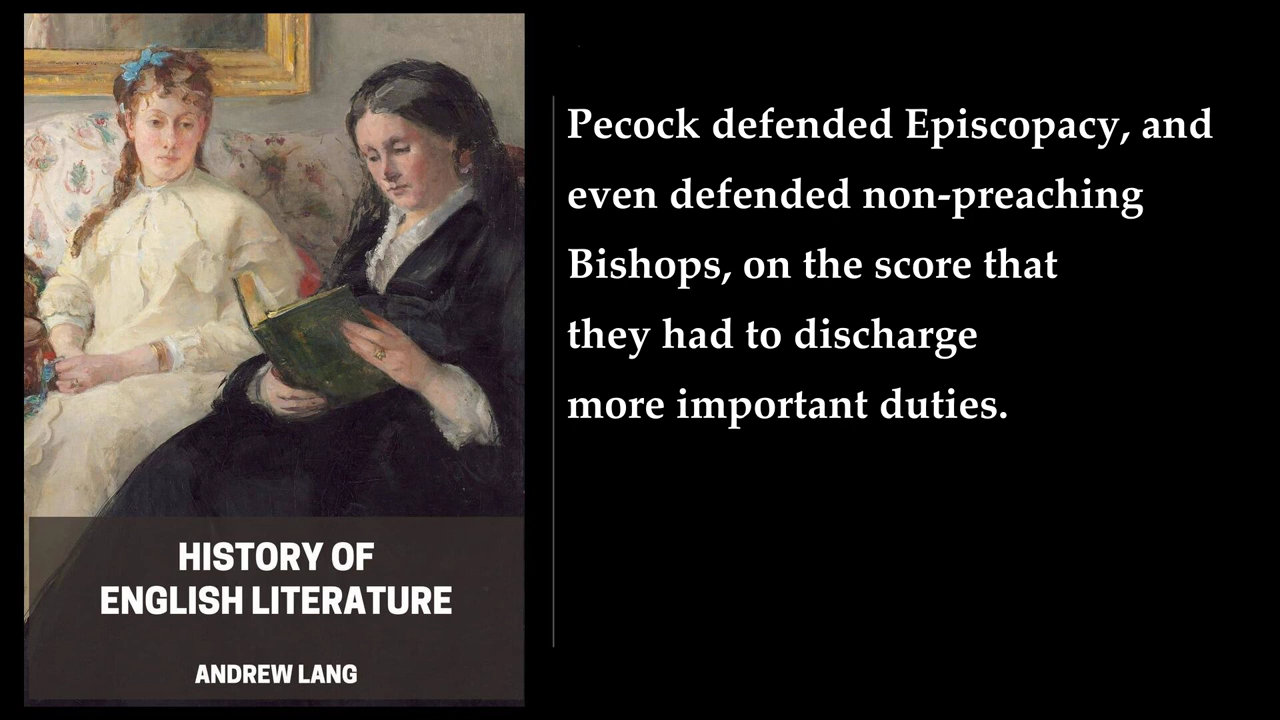 Pecock defended Episcopacy, and
even defended non-preaching
Bishops, on the score that
they had to discharge
more important duties.
HISTORY OF
ENGLISH LITERATURE
ANDREW LANG